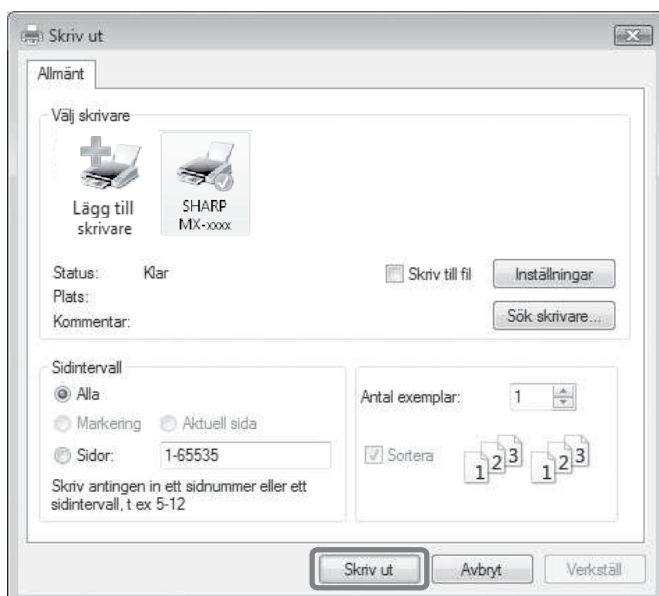 Skriv ut
Allmänt
Välj skrivare
Lägg till
skrivare
SHARP
MX-xxxx
Status: Klar
Skriv till fil
Inställningar
Plats:
Kommentar:
Sök skrivare...
Sidintervall
Alla
Markering
Aktuell sida
Sidor: 1-65535
Skriv antingen in ett sidnummer eller ett
sidintervall, t ex 5-12
Antal exemplar: 1
Sortera
1 2 3 1 2 3
Skriv ut
Avbryt
Verkställ